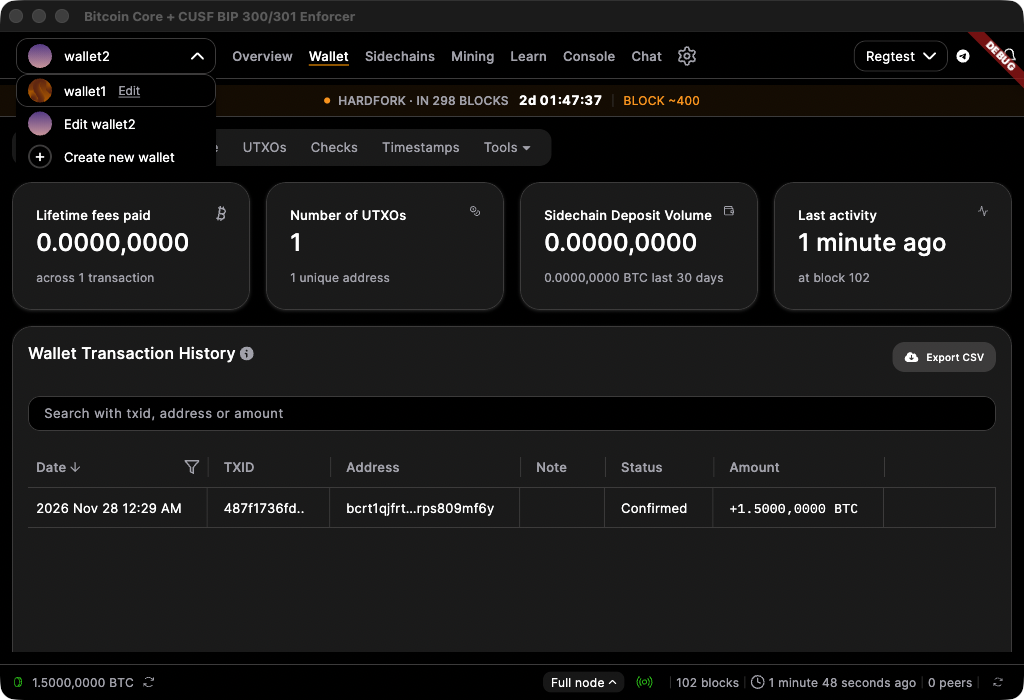 Bitcoin Core + CUSF BIP 300/301 Enforcer
wallet2
Overview
Wallet
Sidechains
Mining
Learn
Console
Chat
Regtest
DEBUG
wallet1 Edit
Edit wallet2
Create new wallet
HARDFORK · IN 298 BLOCKS 2d 01:47:37 BLOCK ~400
UTXOs
Checks
Timestamps
Tools
Lifetime fees paid
0.0000,0000
across 1 transaction
Number of UTXOs
1
1 unique address
Sidechain Deposit Volume
0.0000,0000
0.0000,0000 BTC last 30 days
Last activity
1 minute ago
at block 102
Wallet Transaction History
Export CSV
Search with txid, address or amount
Date TXID Address Note Status Amount
2026 Nov 28 12:29 AM 487f1736fd.. bcrt1qjfrt...rps809mf6y Confirmed +1.5000,0000 BTC
1.5000,0000 BTC
Full node
102 blocks
1 minute 48 seconds ago
0 peers